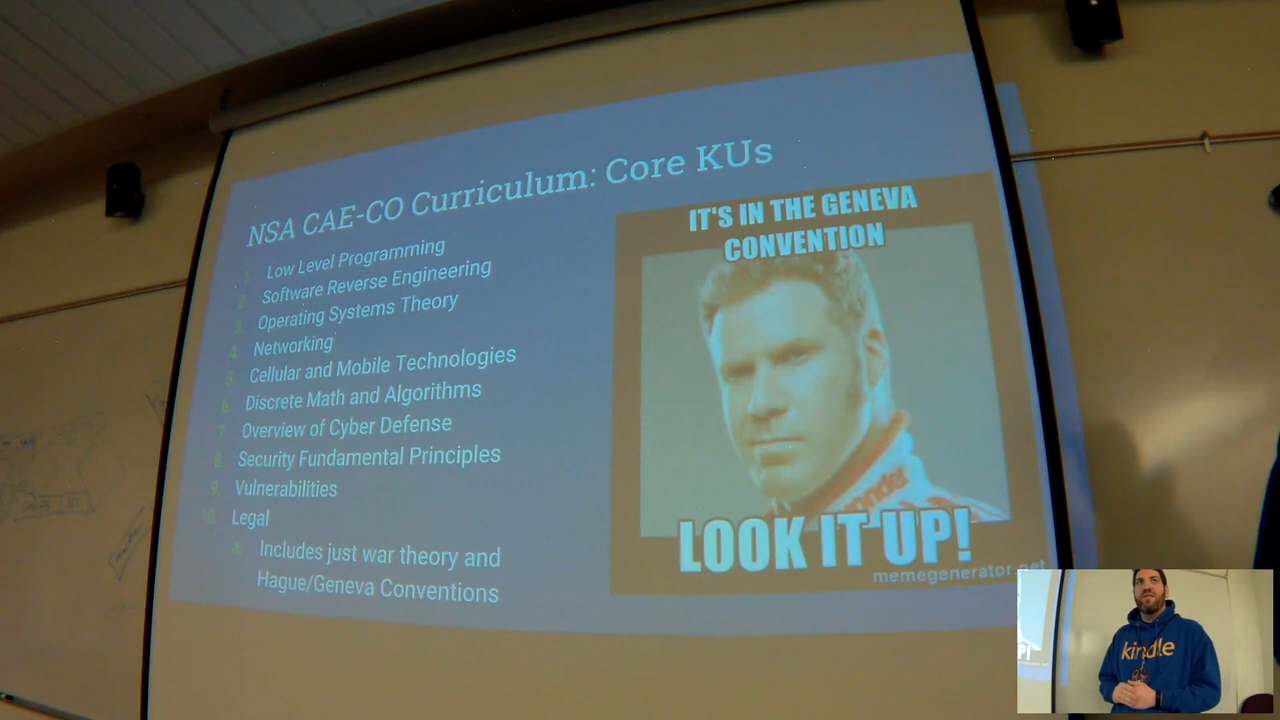 NSA CAE-CO Curriculum: Core KUs
1. Low Level Programming
2. Software Reverse Engineering
3. Operating Systems Theory
4. Networking
5. Cellular and Mobile Technologies
6. Discrete Math and Algorithms
7. Overview of Cyber Defense
8. Security Fundamental Principles
9. Vulnerabilities
10. Legal
a. Includes just war theory and
Hague/Geneva Conventions
IT'S IN THE GENEVA
CONVENTION
LOOK IT UP!
memegenerator.net
kindle